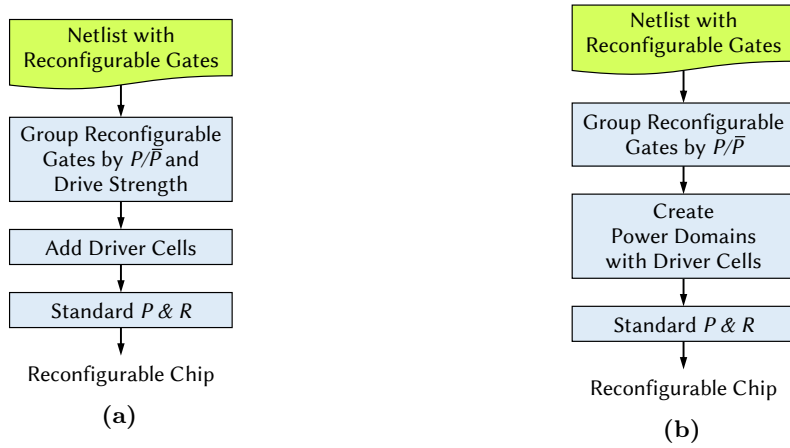 Netlist with
Reconfigurable Gates
Group Reconfigurable
Gates by P/P̄ and
Drive Strength
Add Driver Cells
Standard P & R
Reconfigurable Chip
(a)
Netlist with
Reconfigurable Gates
Group Reconfigurable
Gates by P/P̄
Create
Power Domains
with Driver Cells
Standard P & R
Reconfigurable Chip
(b)